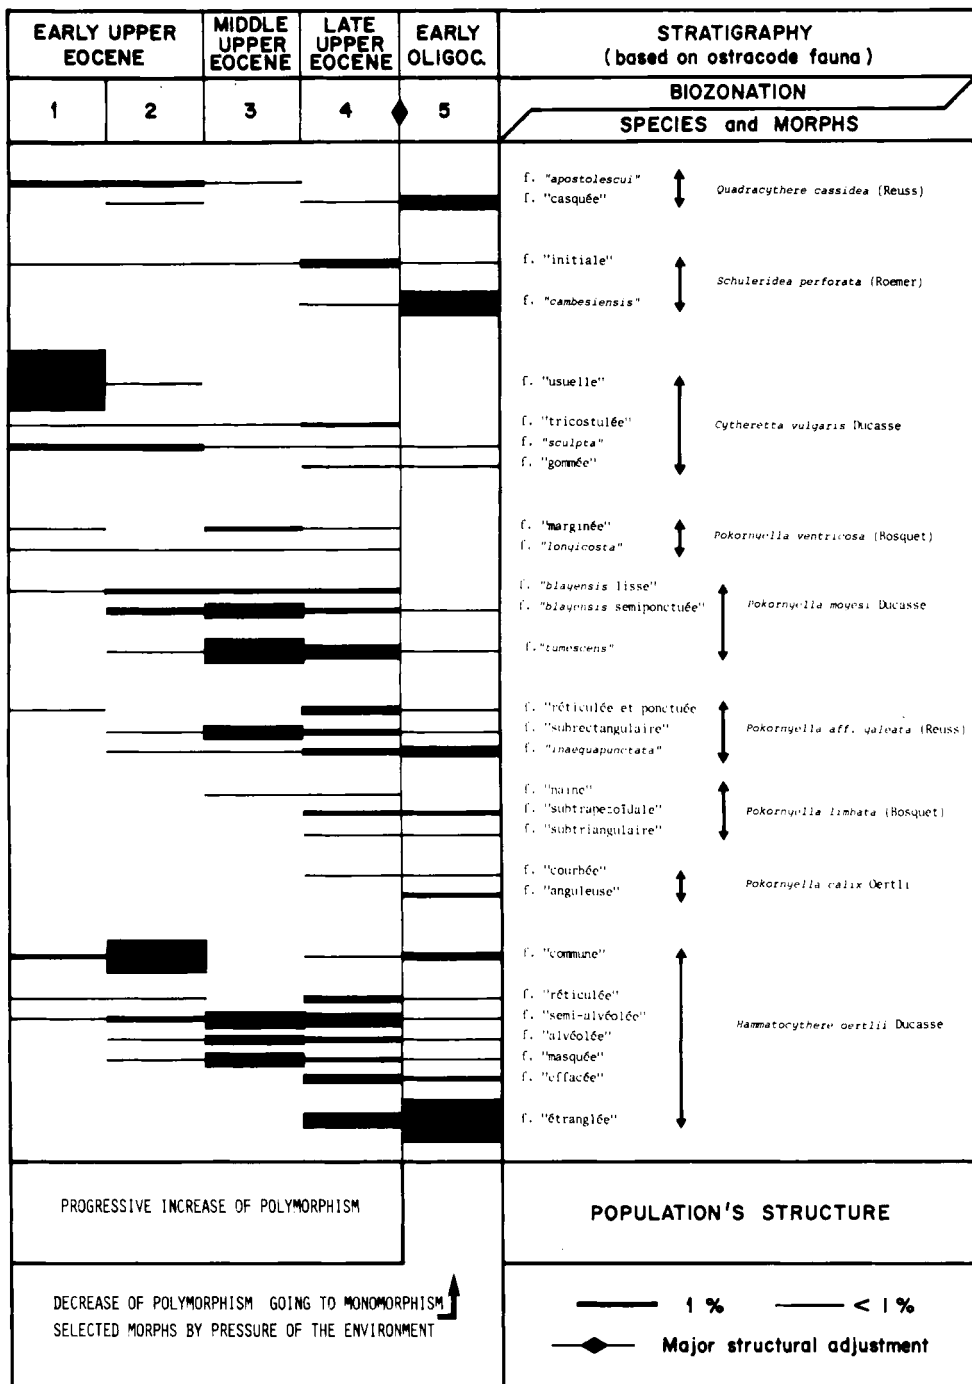 EARLY UPPER
EOCENE
MIDDLE
UPPER
EOCENE
LATE
UPPER
EOCENE
EARLY
OLIGOC.
STRATIGRAPHY
(based on ostracode fauna)
1
2
3
4
5
BIOZONATION
SPECIES and MORPHS
f. "apostolescui"
f. "casquée"
Quadracythere cassidea (Reuss)
f. "initiale"
f. "cambesiensis"
Schuleridea perforata (Roemer)
f. "usuelle"
f. "tricostulée"
f. "sculpta"
f. "gommée"
Cytheretta vulgaris Ducasse
f. "marginée"
f. "longicosta"
Pokornyella ventricosa (Bosquet)
f. "blayensis lisse"
f. "blayensis semiponctuée"
f. "tumescens"
Pokornyella moyesi Ducasse
f. "réticulée et ponctuée
f. "subrectangulaire"
f. "inaequapunctata"
Pokornyella aff. galeata (Reuss)
f. "naine"
f. "subtrapezoïdale"
f. "subtriangulaire"
Pokornyella limbata (Bosquet)
f. "courbée"
f. "anguleuse"
Pokornyella calix Oertli
f. "commune"
f. "réticulée"
f. "semi-alvéolée"
f. "alvéolée"
f. "masquée"
f. "effacée"
f. "étranglée"
Hammatocythere oertlii Ducasse
PROGRESSIVE INCREASE OF POLYMORPHISM
POPULATION'S STRUCTURE
DECREASE OF POLYMORPHISM GOING TO MONOMORPHISM
SELECTED MORPHS BY PRESSURE OF THE ENVIRONMENT
1 %
< 1 %
Major structural adjustment